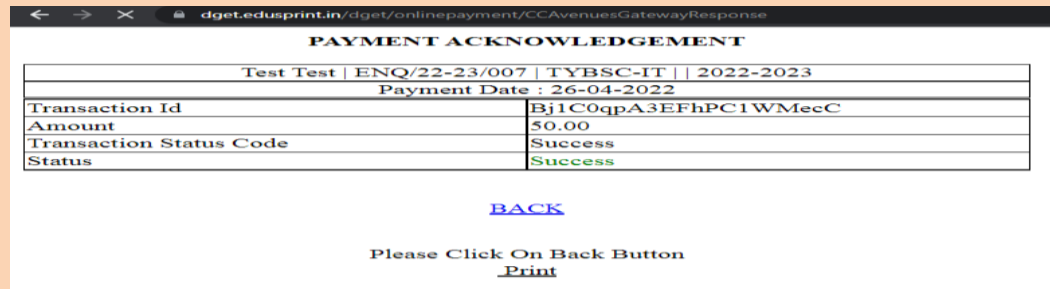 dget.edusprint.in/dget/onlinepayment/CCAvenuesGatewayResponse
PAYMENT ACKNOWLEDGEMENT
Test Test | ENQ/22-23/007 | TYBSC-IT | | 2022-2023
Payment Date : 26-04-2022
Transaction Id Bj1C0qpA3EFhPC1WMecC
Amount 50.00
Transaction Status Code Success
Status Success
BACK
Please Click On Back Button
Print